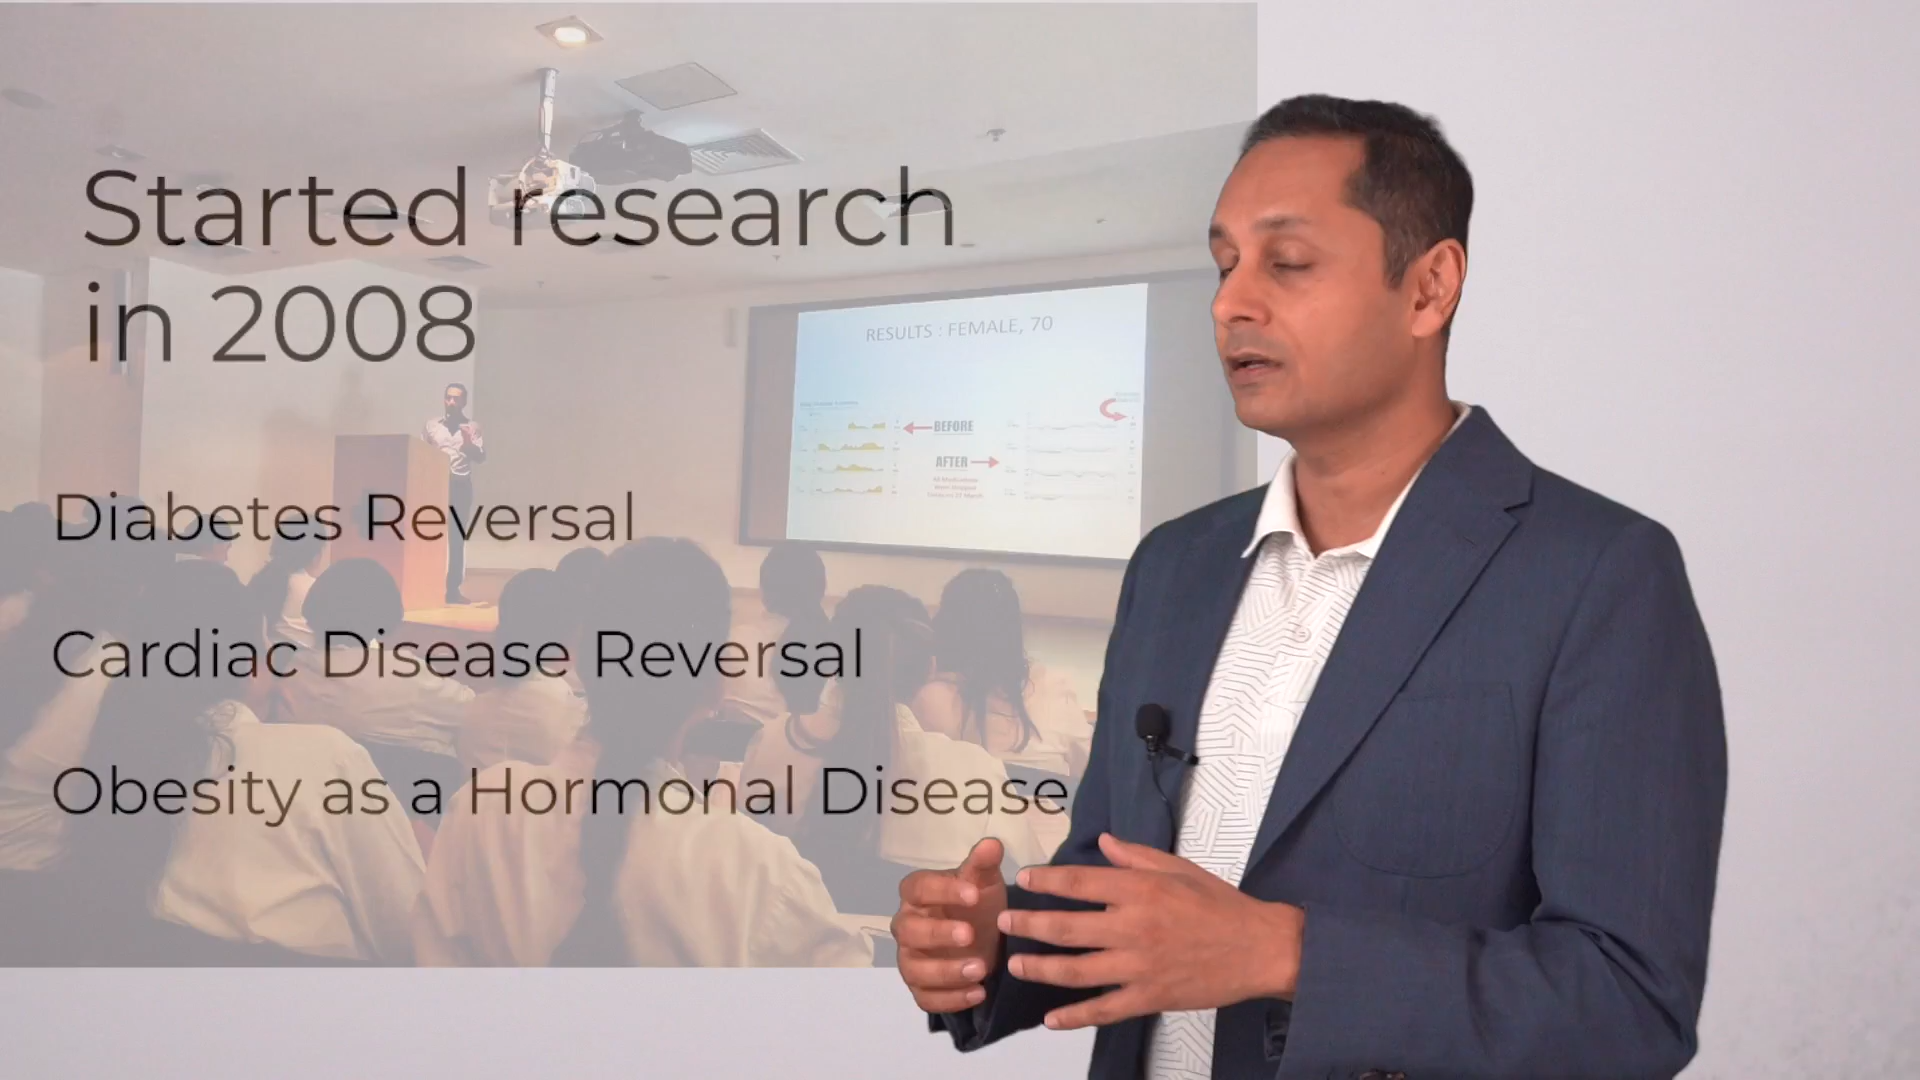 Started research
in 2008
RESULTS : FEMALE, 70
BEFORE
AFTER
Diabetes Reversal
Cardiac Disease Reversal
Obesity as a Hormonal Disease